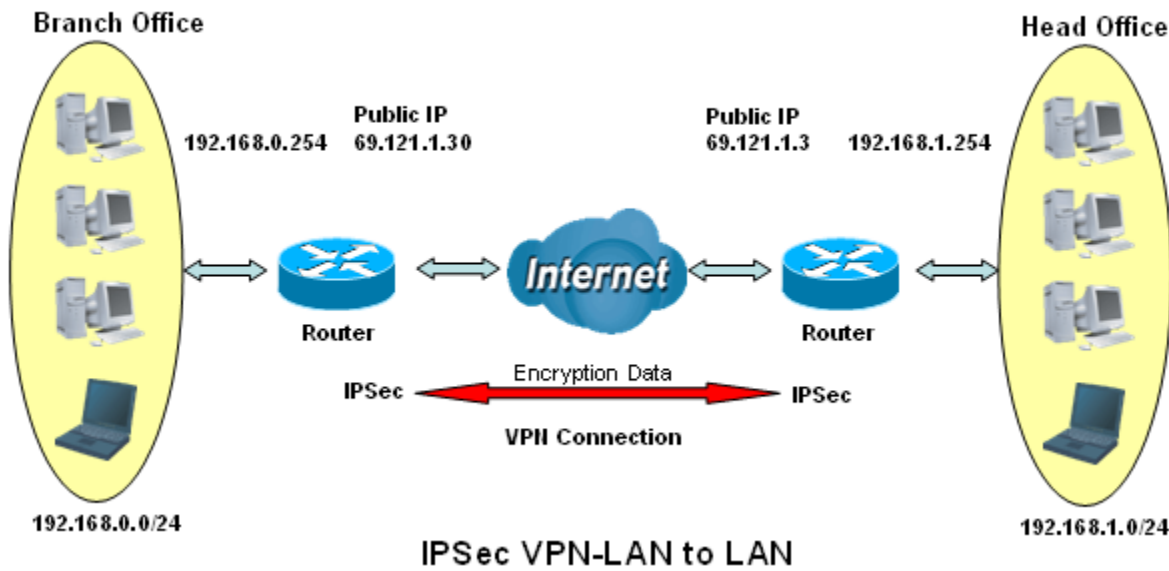 Branch Office
Head Office
Public IP
192.168.0.254 69.121.1.30
Public IP
69.121.1.3 192.168.1.254
Internet
Router
Router
Encryption Data
IPSec
IPSec
VPN Connection
192.168.0.0/24
192.168.1.0/24
IPSec VPN-LAN to LAN